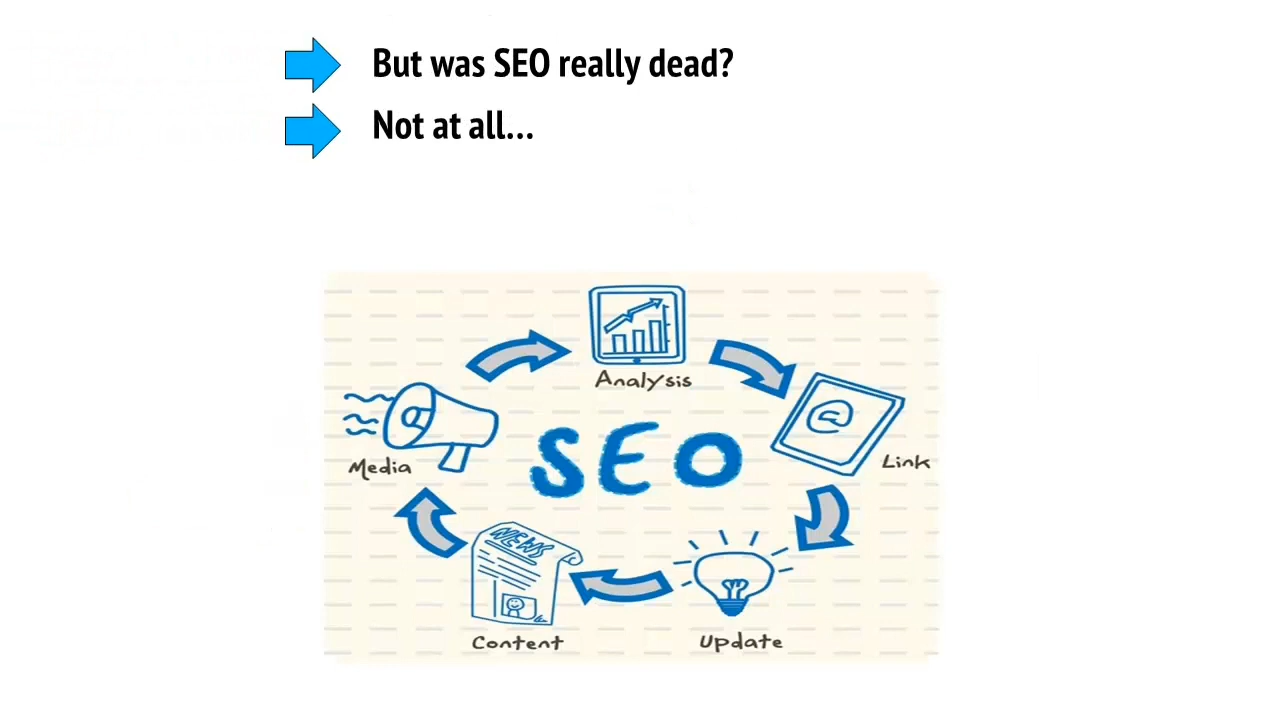 But was SEO really dead?
Not at all...
Analysis
@
Link
SEO
Media
NEWS
Content
Update